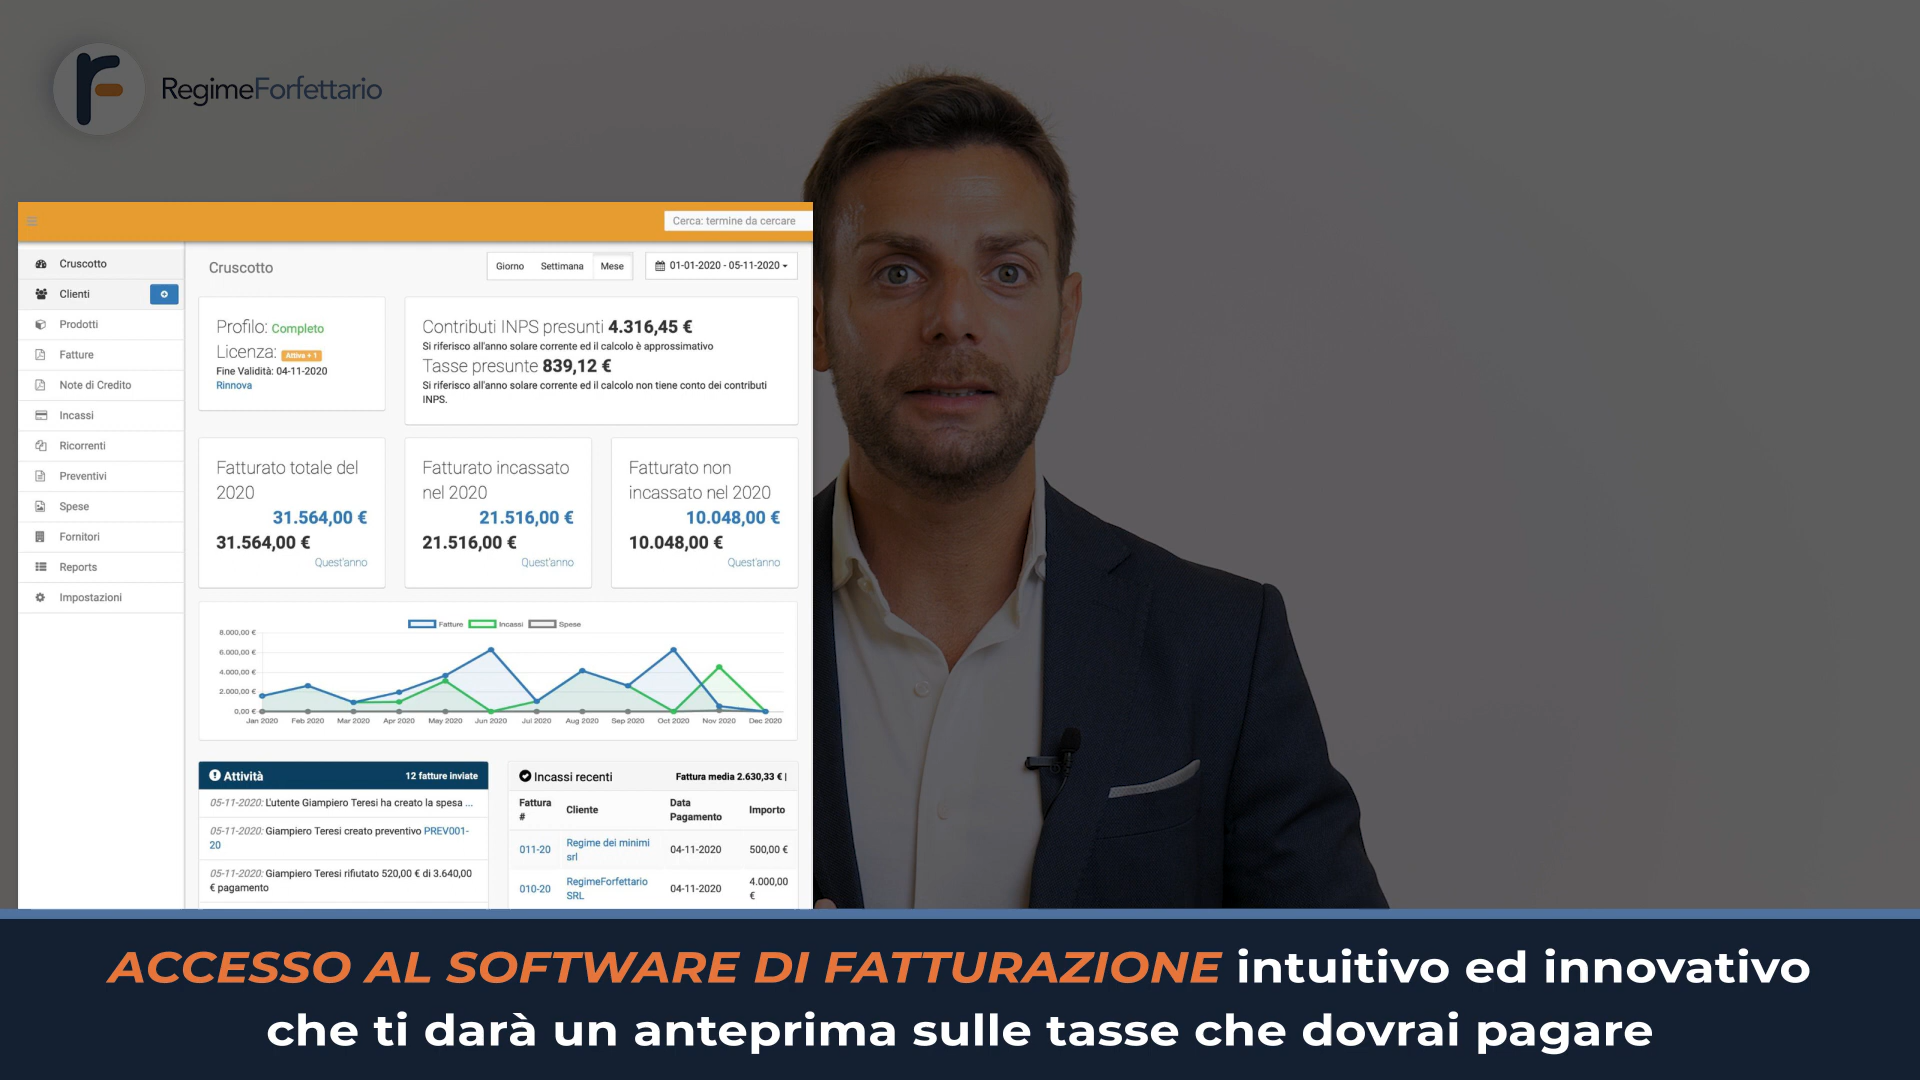 RegimeForfettario
Cerca: termine da cercare
Cruscotto
Clienti
Prodotti
Fatture
Note di Credito
Incassi
Ricorrenti
Preventivi
Spese
Fornitori
Reports
Impostazioni
Cruscotto
Giorno Settimana Mese
01-01-2020 - 05-11-2020
Profilo: Completo
Licenza: Attiva + 1
Fine Validità: 04-11-2020
Rinnova
Contributi INPS presunti 4.316,45 €
Si riferisco all'anno solare corrente ed il calcolo è approssimativo
Tasse presunte 839,12 €
Si riferisco all'anno solare corrente ed il calcolo non tiene conto dei contributi
INPS.
Fatturato totale del
2020
31.564,00 €
31.564,00 €
Quest'anno
Fatturato incassato
nel 2020
21.516,00 €
21.516,00 €
Quest'anno
Fatturato non
incassato nel 2020
10.048,00 €
10.048,00 €
Quest'anno
Fatture Incassi Spese
8.000,00 €
6.000,00 €
4.000,00 €
2.000,00 €
0,00 €
Jan 2020 Feb 2020 Mar 2020 Apr 2020 May 2020 Jun 2020 Jul 2020 Aug 2020 Sep 2020 Oct 2020 Nov 2020 Dec 2020
Attività 12 fatture inviate
05-11-2020: L'utente Giampiero Teresi ha creato la spesa ...
05-11-2020: Giampiero Teresi creato preventivo PREV001-
20
05-11-2020: Giampiero Teresi rifiutato 520,00 € di 3.640,00
€ pagamento
Incassi recenti Fattura media 2.630,33 € |
Fattura
# Cliente Data
Pagamento Importo
011-20 Regime dei minimi
srl 04-11-2020 500,00 €
010-20 RegimeForfettario
SRL 04-11-2020 4.000,00
€
ACCESSO AL SOFTWARE DI FATTURAZIONE intuitivo ed innovativo
che ti darà un anteprima sulle tasse che dovrai pagare